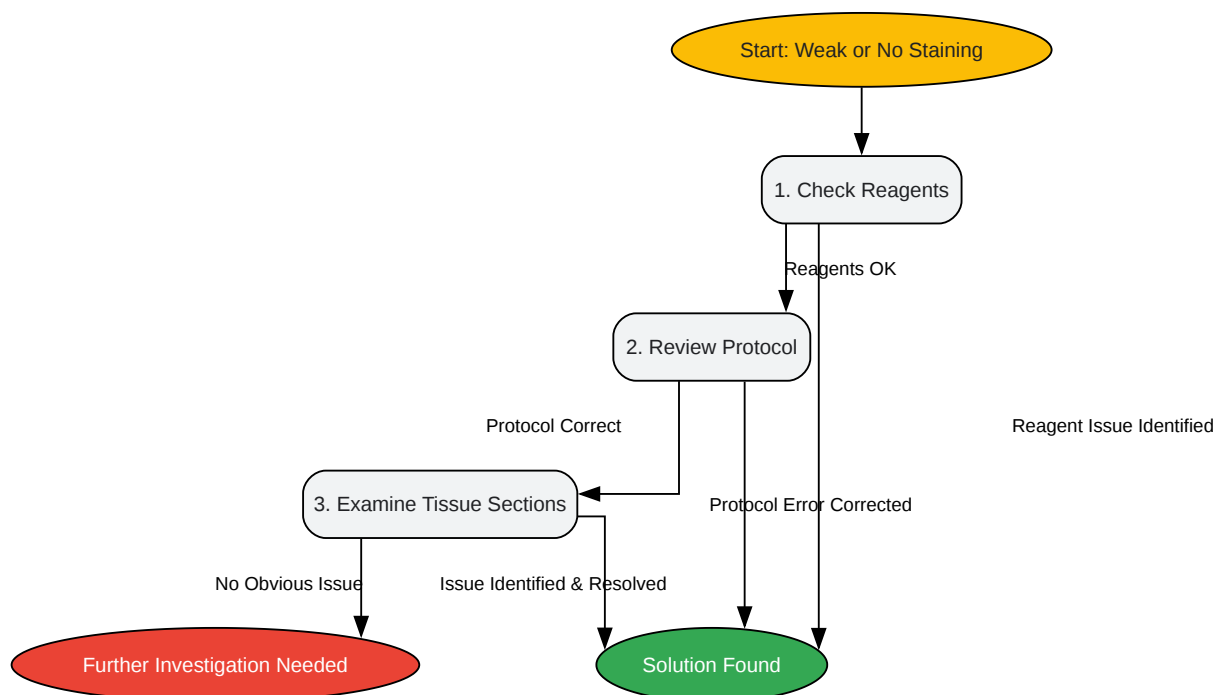 Start: Weak or No Staining
1. Check Reagents
Reagents OK
2. Review Protocol
Protocol Correct
Reagent Issue Identified
3. Examine Tissue Sections
Protocol Error Corrected
No Obvious Issue
Issue Identified & Resolved
Further Investigation Needed
Solution Found